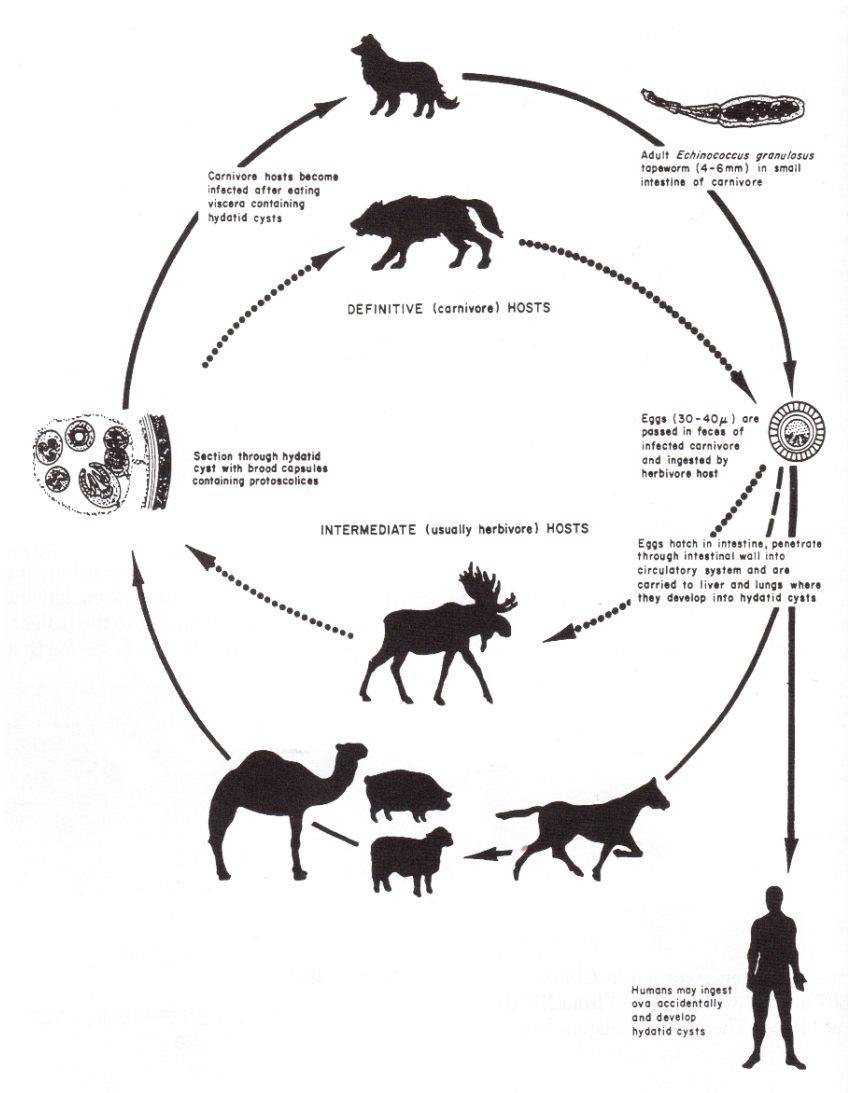 Adult Echinococcus granulosus
tapeworm (4-6mm) in small
intestine of carnivore
Carnivore hosts become
infected after eating
viscera containing
hydatid cysts
DEFINITIVE (carnivore) HOSTS
Eggs (30-40µ) are
passed in feces of
infected carnivore
and ingested by
herbivore host
Section through hydatid
cyst with brood capsules
containing protoscolices
INTERMEDIATE (usually herbivore) HOSTS
Eggs hatch in intestine, penetrate
through intestinal wall into
circulatory system and are
carried to liver and lungs where
they develop into hydatid cysts
Humans may ingest
ova accidentally
and develop
hydatid cysts